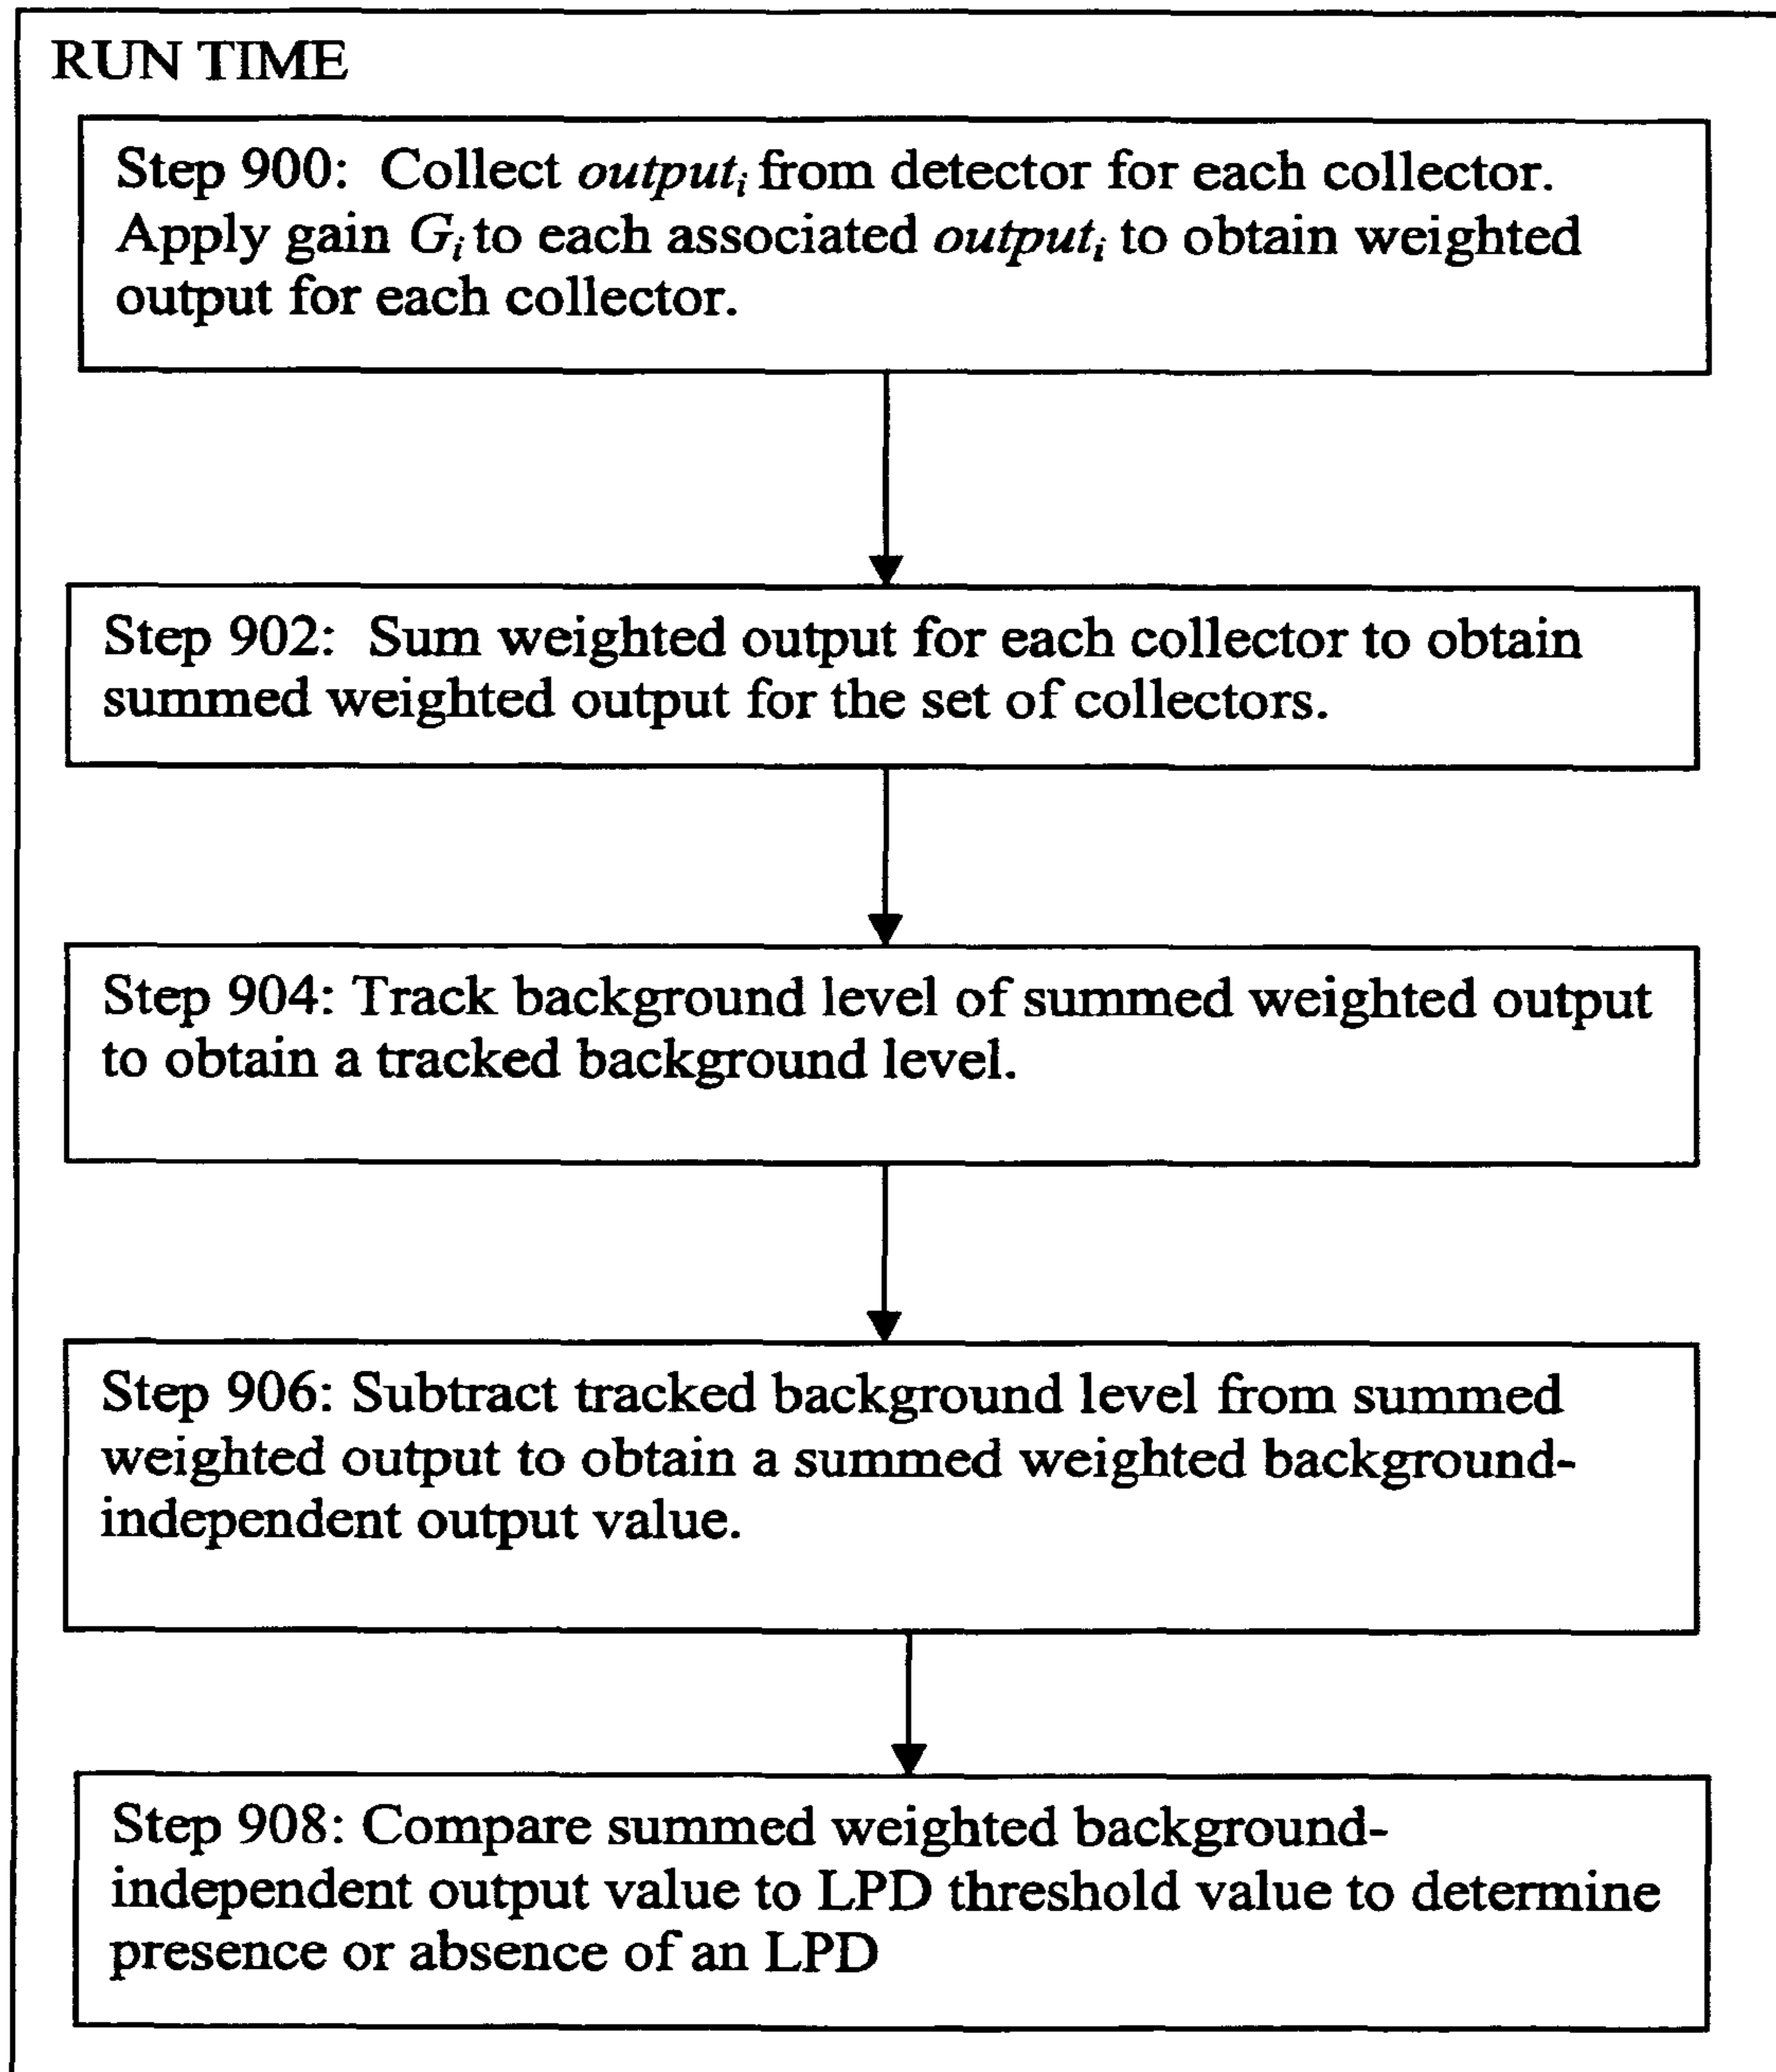 RUN TIME
Step 900: Collect output_i from detector for each collector.
Apply gain G_i to each associated output_i to obtain weighted
output for each collector.
Step 902: Sum weighted output for each collector to obtain
summed weighted output for the set of collectors.
Step 904: Track background level of summed weighted output
to obtain a tracked background level.
Step 906: Subtract tracked background level from summed
weighted output to obtain a summed weighted background-
independent output value.
Step 908: Compare summed weighted background-
independent output value to LPD threshold value to determine
presence or absence of an LPD